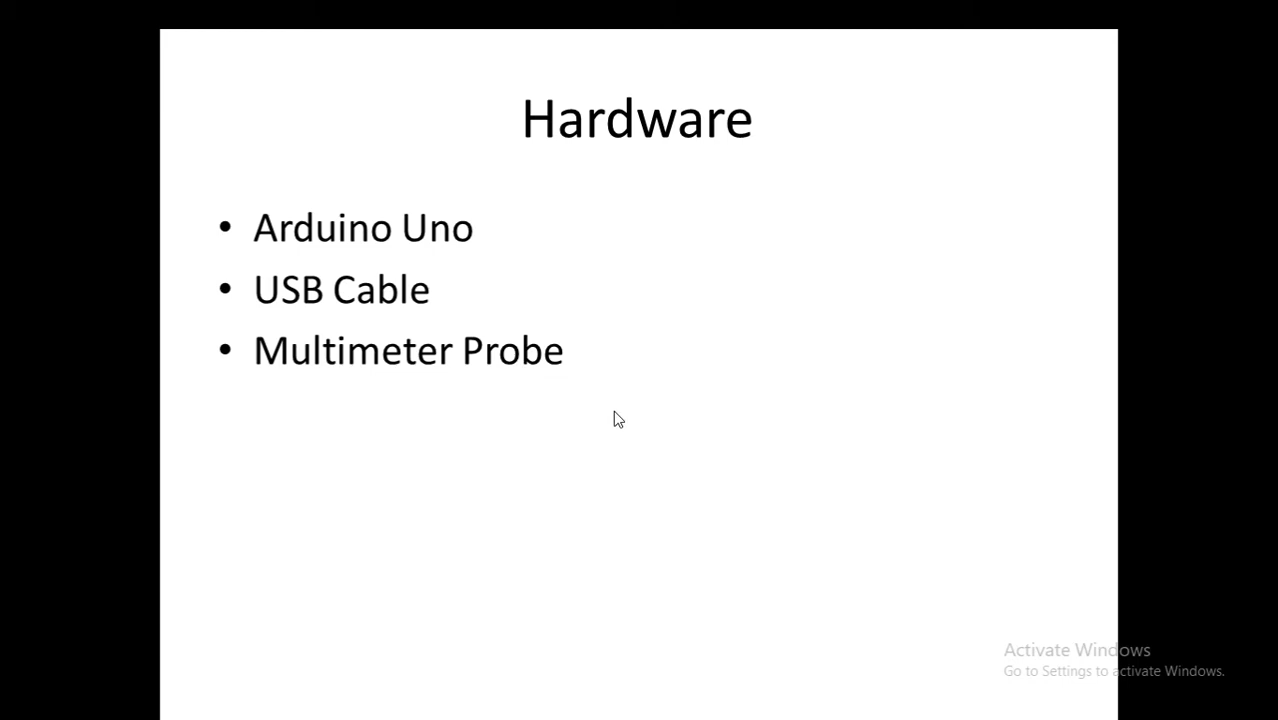 Hardware
• Arduino Uno
• USB Cable
• Multimeter Probe
Activate Windows
Go to Settings to activate Windows.